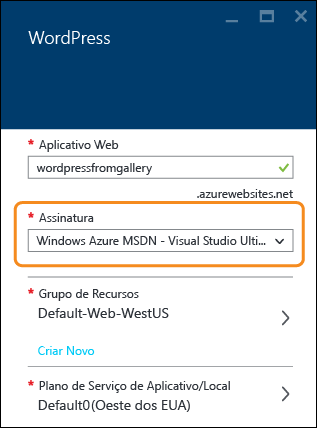 WordPress
* Aplicativo Web
wordpressfromgallery
.azurewebsites.net
* Assinatura
Windows Azure MSDN - Visual Studio Ulti...
* Grupo de Recursos
Default-Web-WestUS
Criar Novo
* Plano de Serviço de Aplicativo/Local
Default0(Oeste dos EUA)